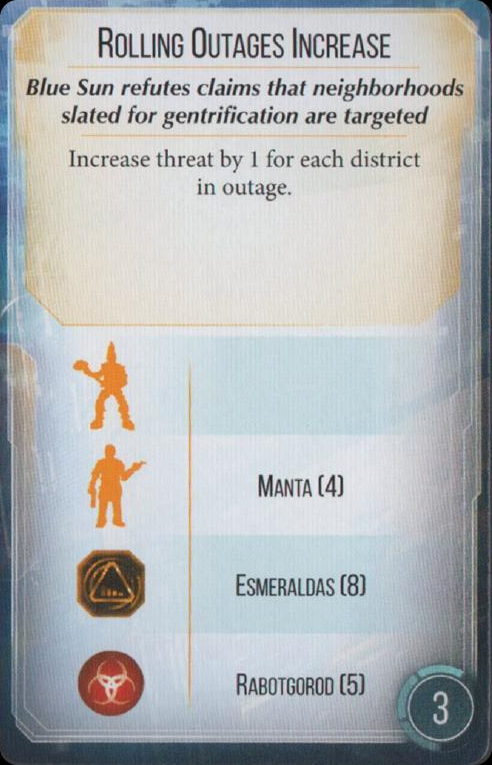 ROLLING OUTAGES INCREASE
Blue Sun refutes claims that neighborhoods
slated for gentrification are targeted
Increase threat by 1 for each district
in outage.
MANTA (4)
ESMERALDAS (8)
RABOTGOROD (5)
3